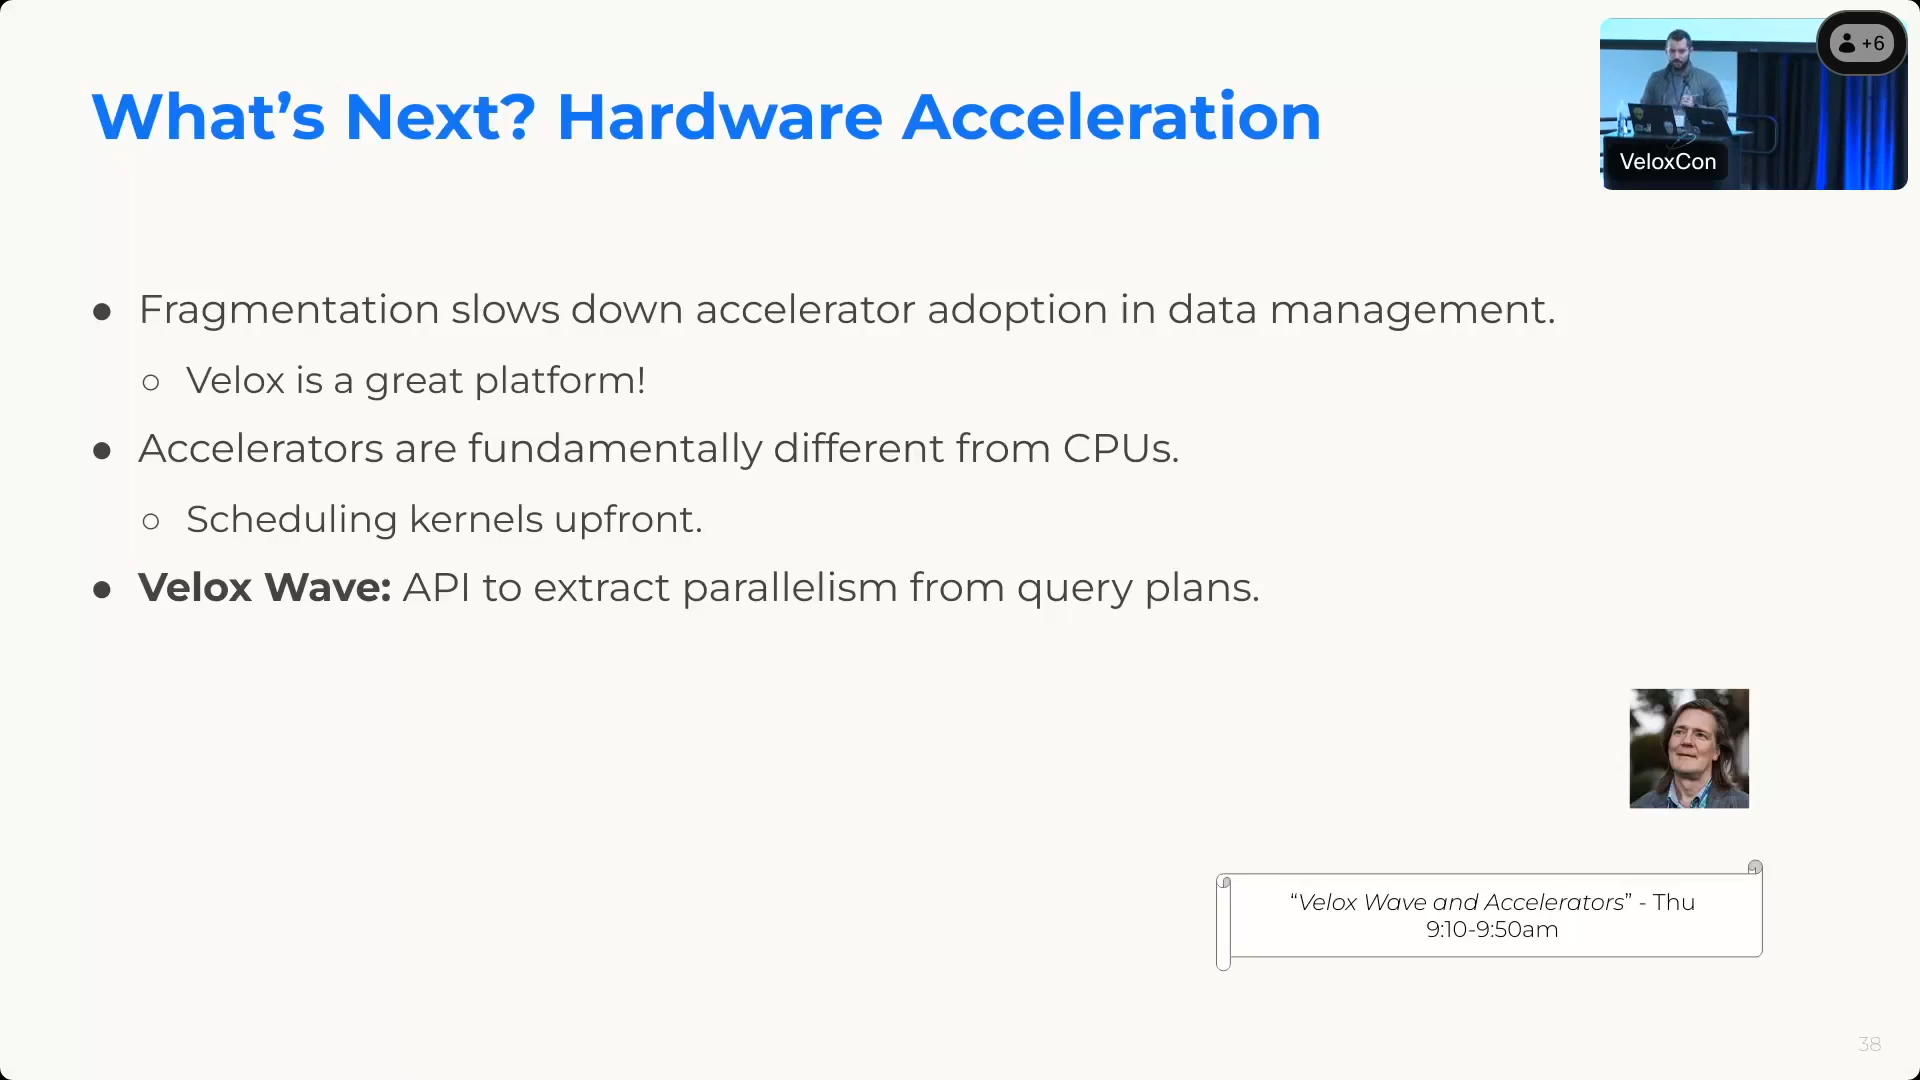 What’s Next? Hardware Acceleration
+6
VeloxCon
● Fragmentation slows down accelerator adoption in data management.
○ Velox is a great platform!
● Accelerators are fundamentally different from CPUs.
○ Scheduling kernels upfront.
● Velox Wave: API to extract parallelism from query plans.
“Velox Wave and Accelerators” - Thu
9:10-9:50am
38